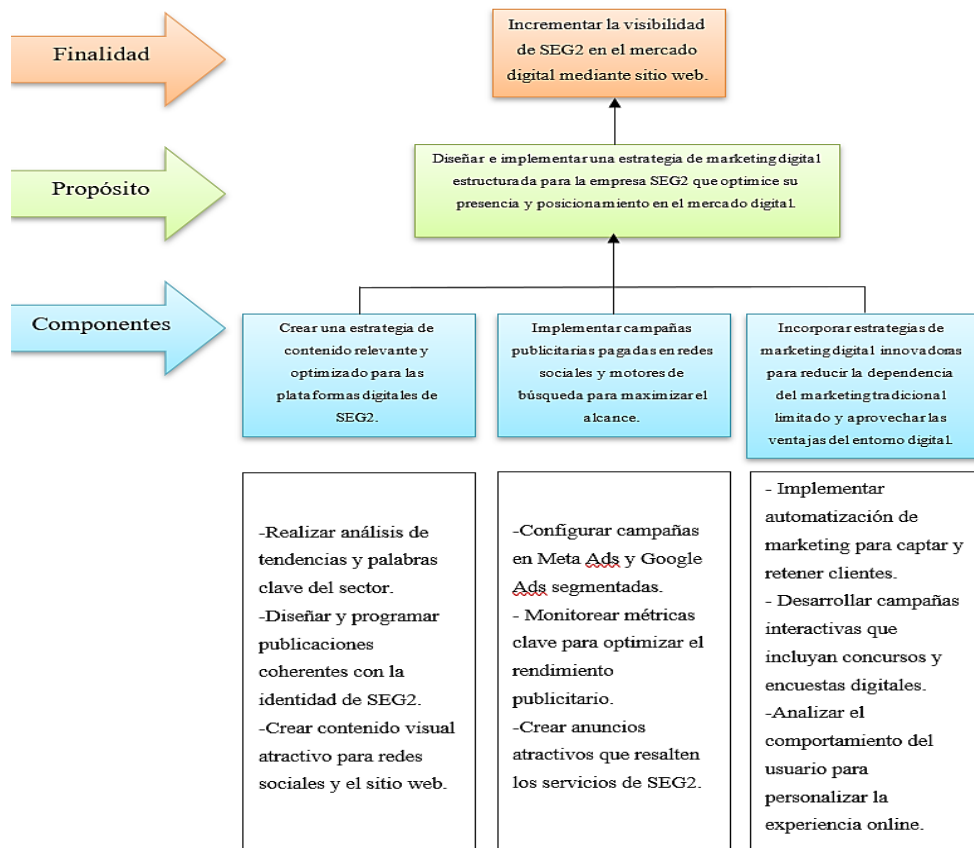 Finalidad
Incrementar la visibilidad
de SEG2 en el mercado
digital mediante sitio web.
Propósito
Diseñar e implementar una estrategia de marketing digital
estructurada para la empresa SEG2 que optimice su
presencia y posicionamiento en el mercado digital.
Componentes
Crear una estrategia de
contenido relevante y
optimizado para las
plataformas digitales de
SEG2.
Implementar campañas
publicitarias pagadas en redes
sociales y motores de
búsqueda para maximizar el
alcance.
Incorporar estrategias de
marketing digital innovadoras
para reducir la dependencia
del marketing tradicional
limitado y aprovechar las
ventajas del entorno digital.
-Realizar análisis de
tendencias y palabras
clave del sector.
-Diseñar y programar
publicaciones
coherentes con la
identidad de SEG2.
-Crear contenido visual
atractivo para redes
sociales y el sitio web.
-Configurar campañas
en Meta Ads y Google
Ads segmentadas.
- Monitorear métricas
clave para optimizar el
rendimiento
publicitario.
-Crear anuncios
atractivos que resalten
los servicios de SEG2.
- Implementar
automatización de
marketing para captar y
retener clientes.
- Desarrollar campañas
interactivas que
incluyan concursos y
encuestas digitales.
-Analizar el
comportamiento del
usuario para
personalizar la
experiencia online.